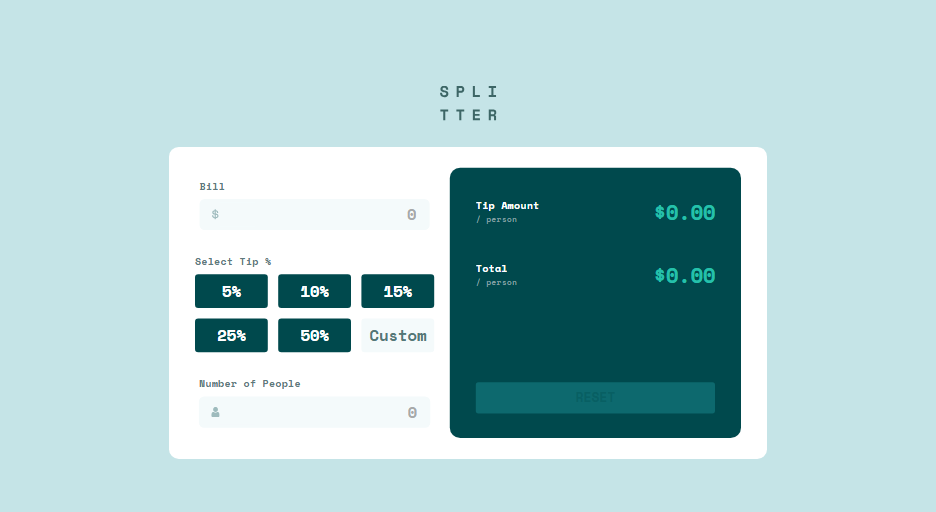 SPLI
TTER
Bill
$ 0
Select Tip %
5% 10% 15%
25% 50% Custom
Number of People
0
Tip Amount $0.00
/ person
Total $0.00
/ person
RESET